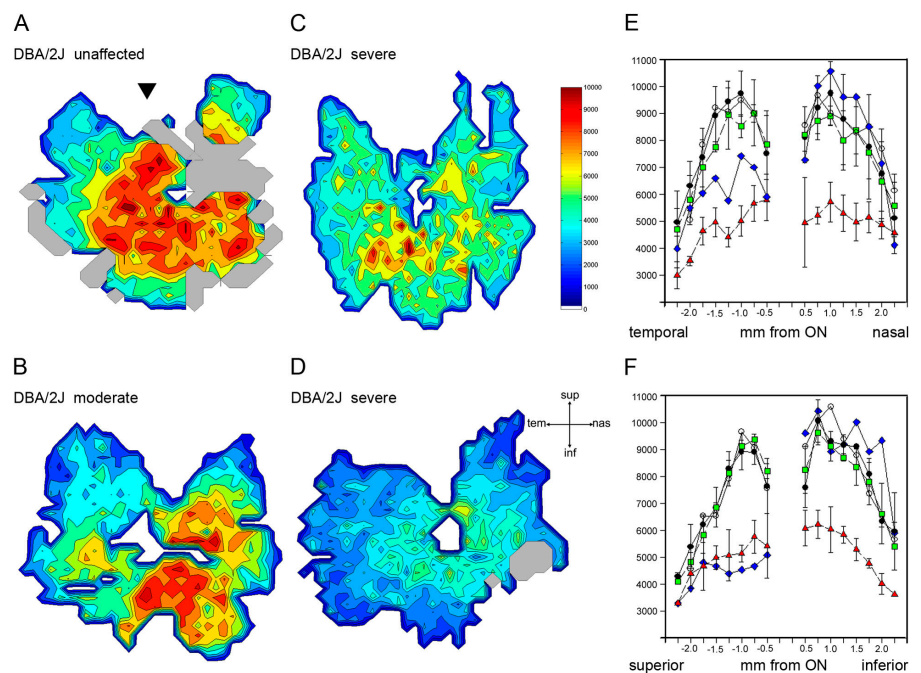 A
DBA/2J unaffected
C
DBA/2J severe
10000
9000
8000
7000
6000
5000
4000
3000
2000
1000
0
E
11000
10000
9000
8000
7000
6000
5000
4000
3000
-2.0 -1.5 -1.0 -0.5 0.5 1.0 1.5 2.0
temporal mm from ON nasal
B
DBA/2J moderate
D
DBA/2J severe
sup
tem nas
inf
F
11000
10000
9000
8000
7000
6000
5000
4000
3000
-2.0 -1.5 -1.0 -0.5 0.5 1.0 1.5 2.0
superior mm from ON inferior